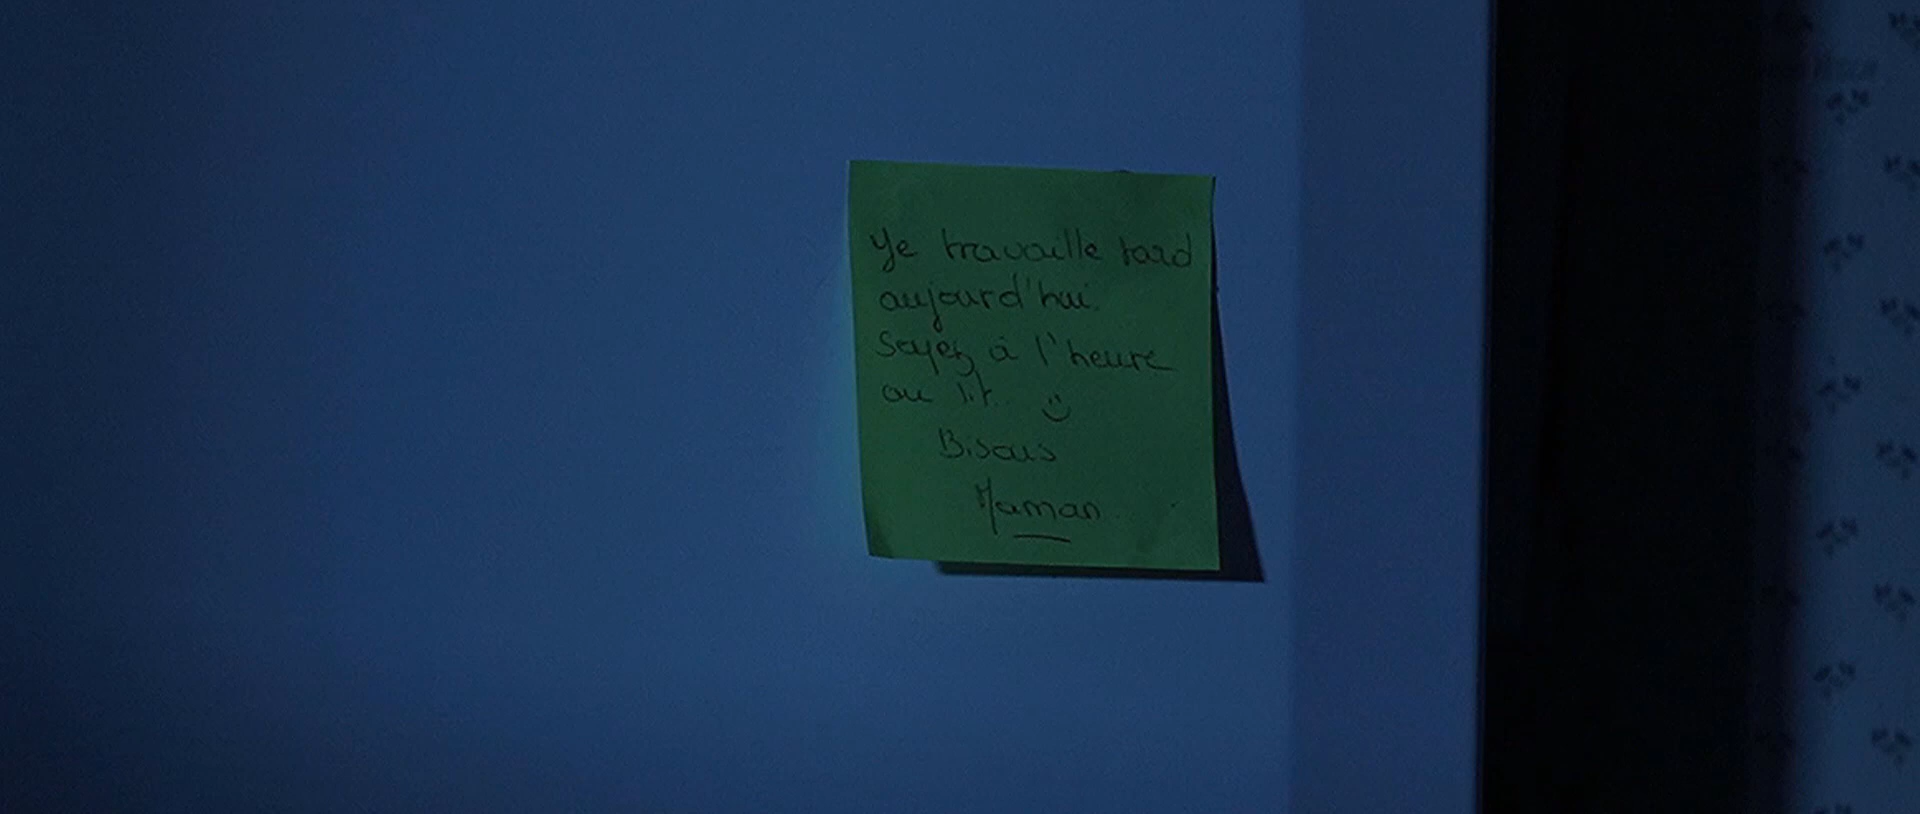 Je travaille tard
aujourd'hui.
Soyez à l'heure
au lit. :)
Bisous
Maman